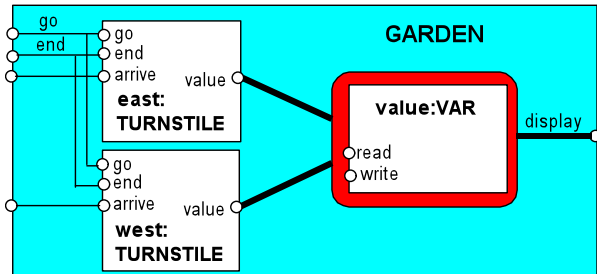 go
end
GARDEN
go
end
arrive
value
east:
TURNSTILE
value:VAR
read
write
display
go
end
arrive
value
west:
TURNSTILE